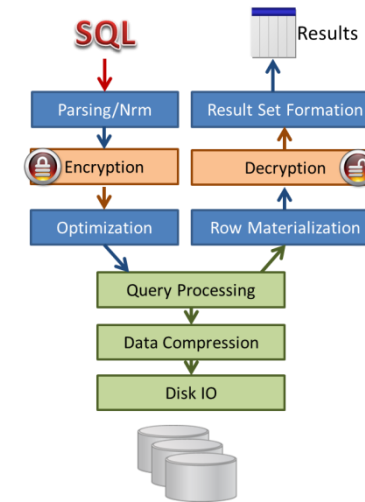 SQL
Results
Parsing/Nrm
Result Set Formation
Encryption
Decryption
Optimization
Row Materialization
Query Processing
Data Compression
Disk IO